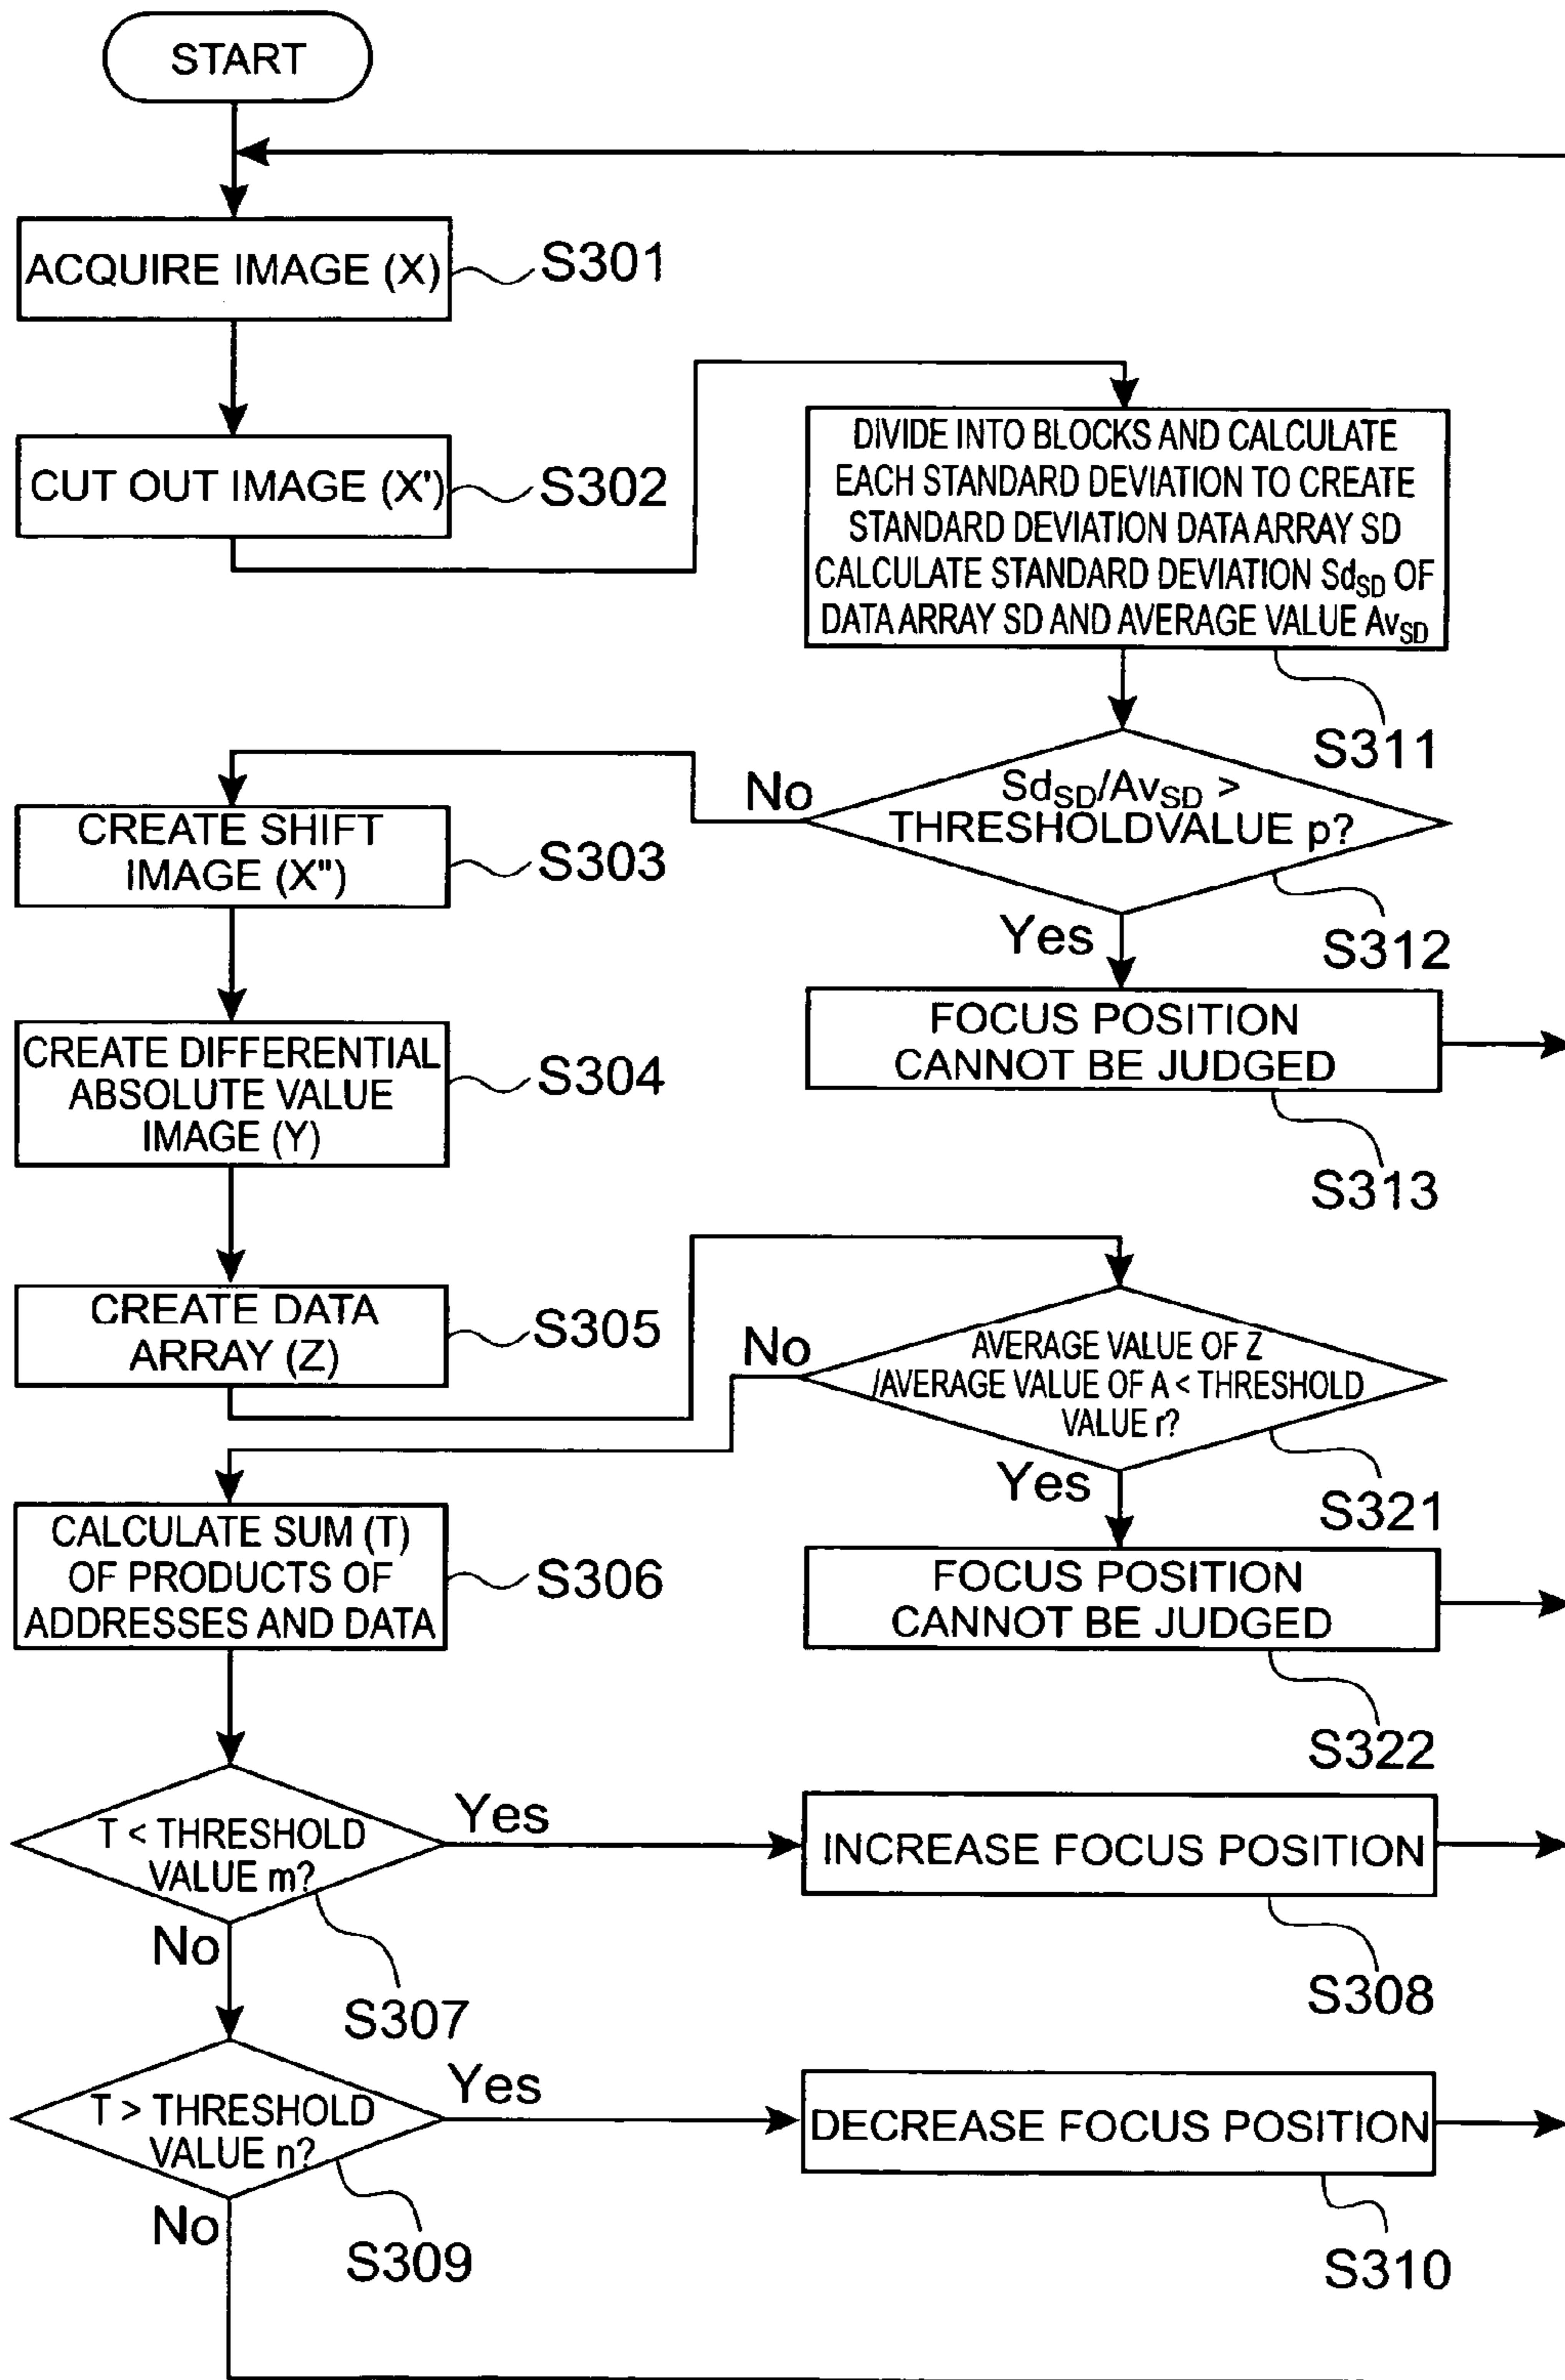 START
ACQUIRE IMAGE (X)
S301
CUT OUT IMAGE (X')
S302
DIVIDE INTO BLOCKS AND CALCULATE
EACH STANDARD DEVIATION TO CREATE
STANDARD DEVIATION DATA ARRAY SD
CALCULATE STANDARD DEVIATION SdSD OF
DATA ARRAY SD AND AVERAGE VALUE AvSD
S311
SdSD/AvSD >
THRESHOLDVALUE p?
No
Yes
S312
CREATE SHIFT
IMAGE (X")
S303
FOCUS POSITION
CANNOT BE JUDGED
S313
CREATE DIFFERENTIAL
ABSOLUTE VALUE
IMAGE (Y)
S304
CREATE DATA
ARRAY (Z)
S305
No
AVERAGE VALUE OF Z
/AVERAGE VALUE OF A < THRESHOLD
VALUE r?
Yes
S321
CALCULATE SUM (T)
OF PRODUCTS OF
ADDRESSES AND DATA
S306
FOCUS POSITION
CANNOT BE JUDGED
S322
T < THRESHOLD
VALUE m?
Yes
No
S307
INCREASE FOCUS POSITION
S308
T > THRESHOLD
VALUE n?
Yes
No
S309
DECREASE FOCUS POSITION
S310